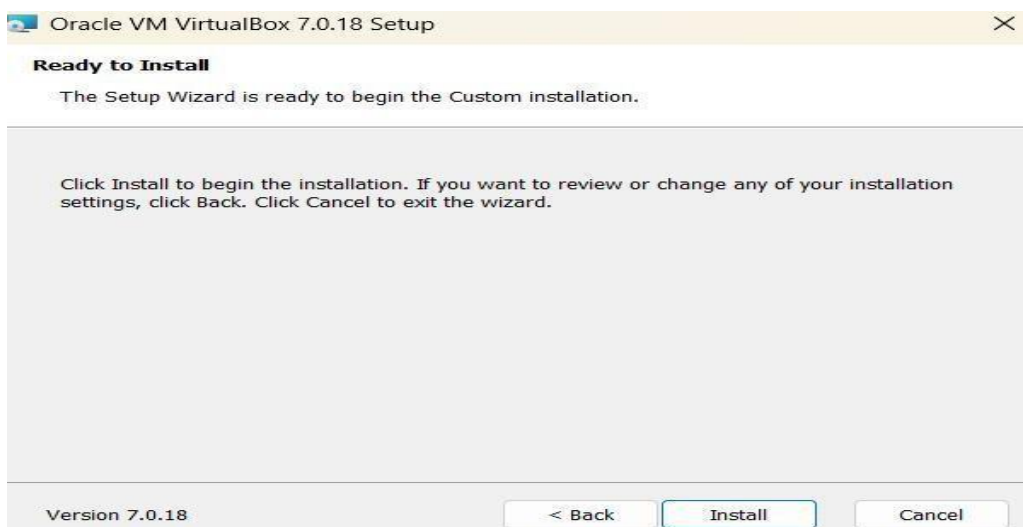 Oracle VM VirtualBox 7.0.18 Setup
Ready to Install
The Setup Wizard is ready to begin the Custom installation.
Click Install to begin the installation. If you want to review or change any of your installation
settings, click Back. Click Cancel to exit the wizard.
Version 7.0.18
< Back
Install
Cancel